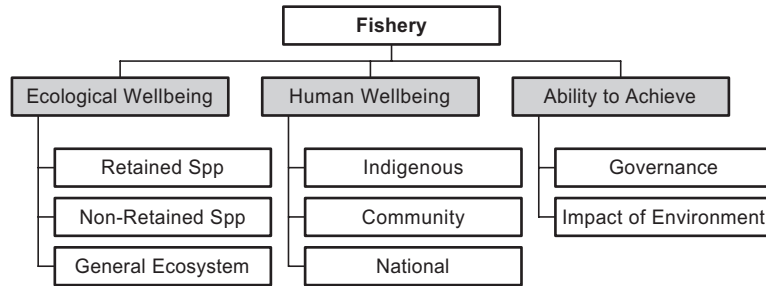 Fishery
Ecological Wellbeing
Human Wellbeing
Ability to Achieve
Retained Spp
Indigenous
Governance
Non-Retained Spp
Community
Impact of Environment
General Ecosystem
National